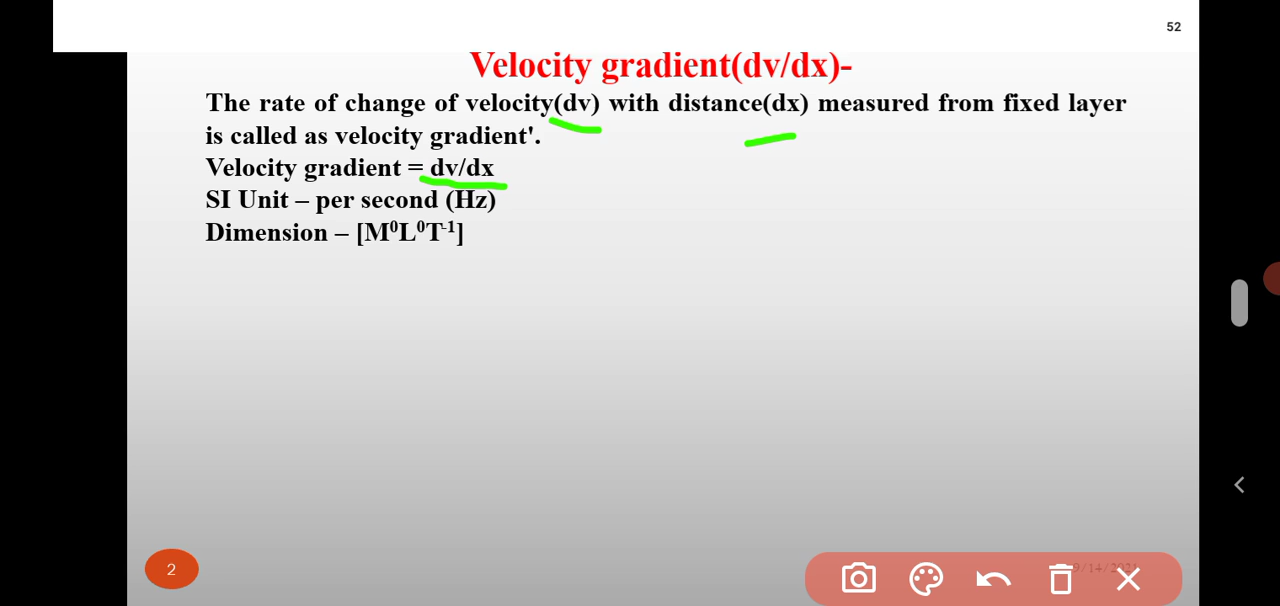 52
Velocity gradient(dv/dx)-
The rate of change of velocity(dv) with distance(dx) measured from fixed layer
is called as velocity gradient'.
Velocity gradient = dv/dx
SI Unit – per second (Hz)
Dimension – [M⁰L⁰T⁻¹]
2